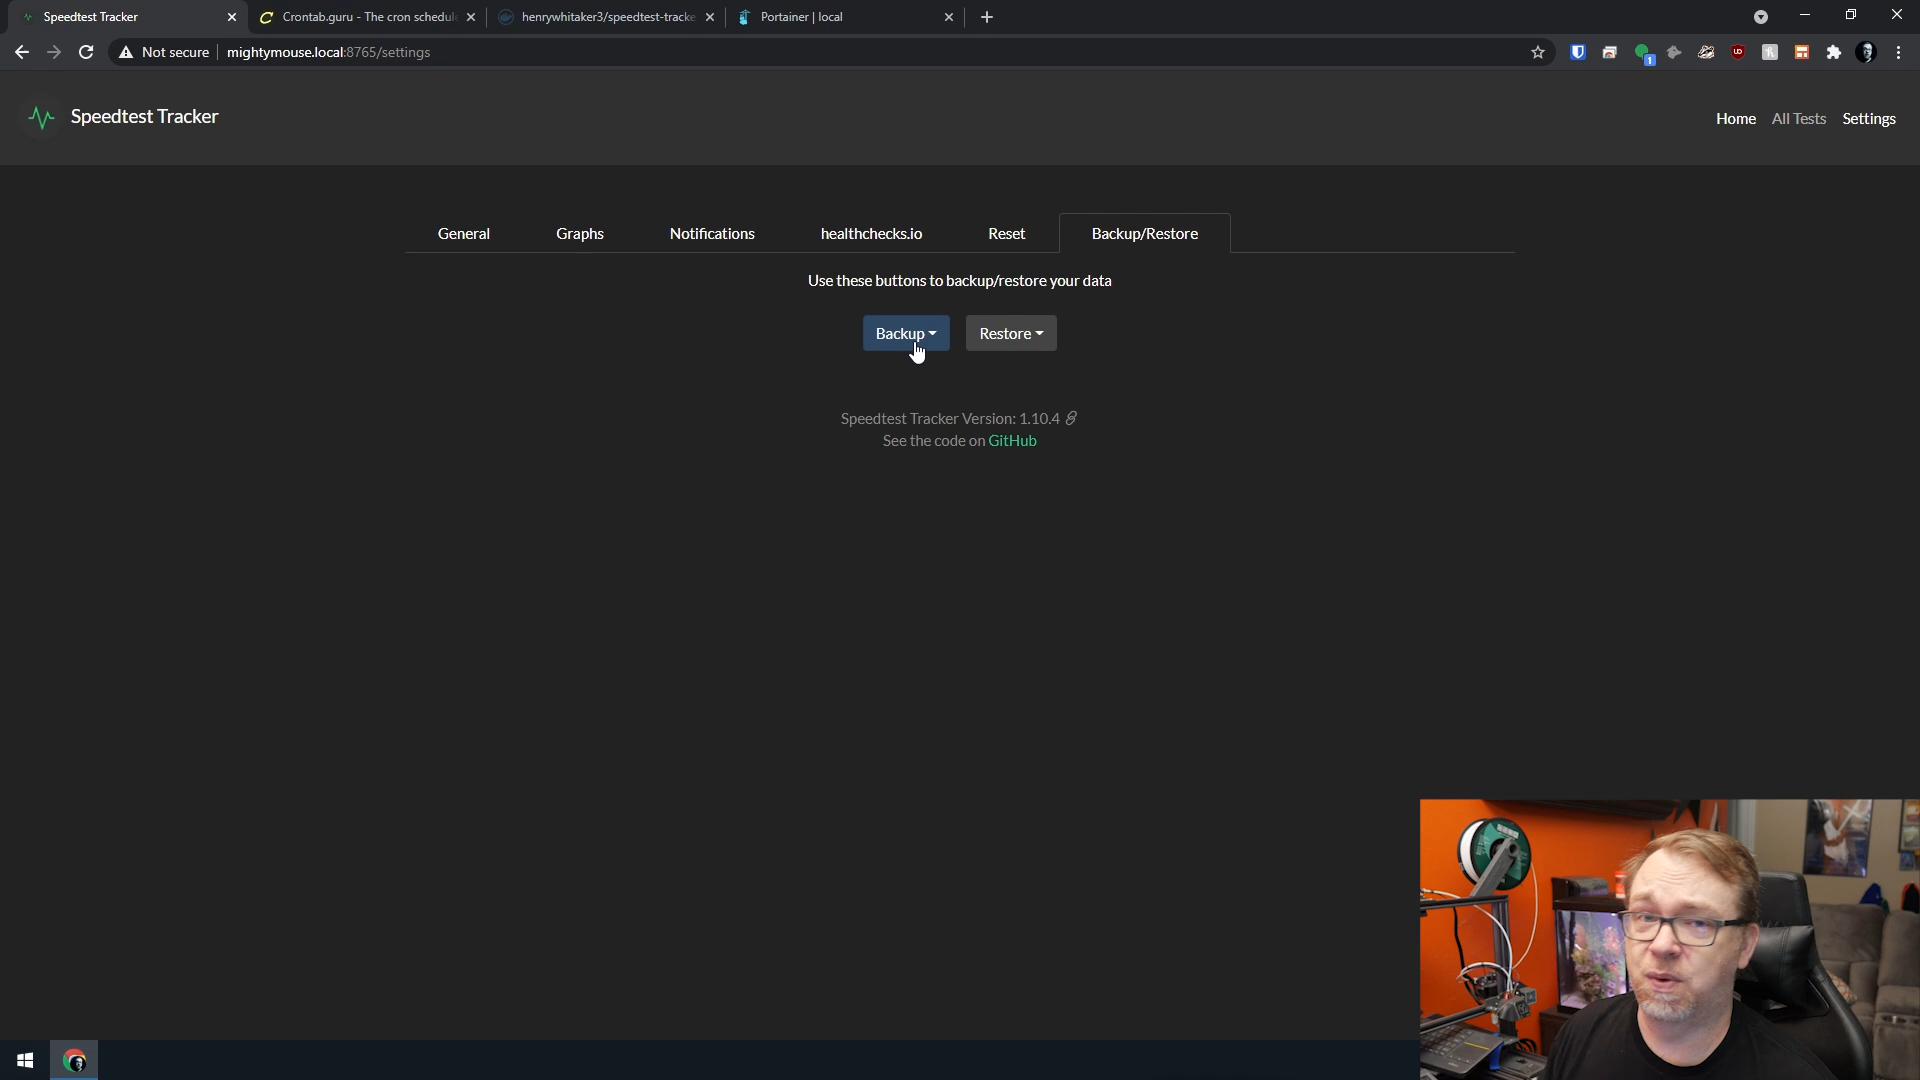 Speedtest Tracker
Crontab.guru - The cron schedul
henrywhitaker3/speedtest-tracke
Portainer | local
Not secure
mightymouse.local:8765/settings
1
Speedtest Tracker
Home
All Tests
Settings
General
Graphs
Notifications
healthchecks.io
Reset
Backup/Restore
Use these buttons to backup/restore your data
Backup
Restore
Speedtest Tracker Version: 1.10.4
See the code on GitHub